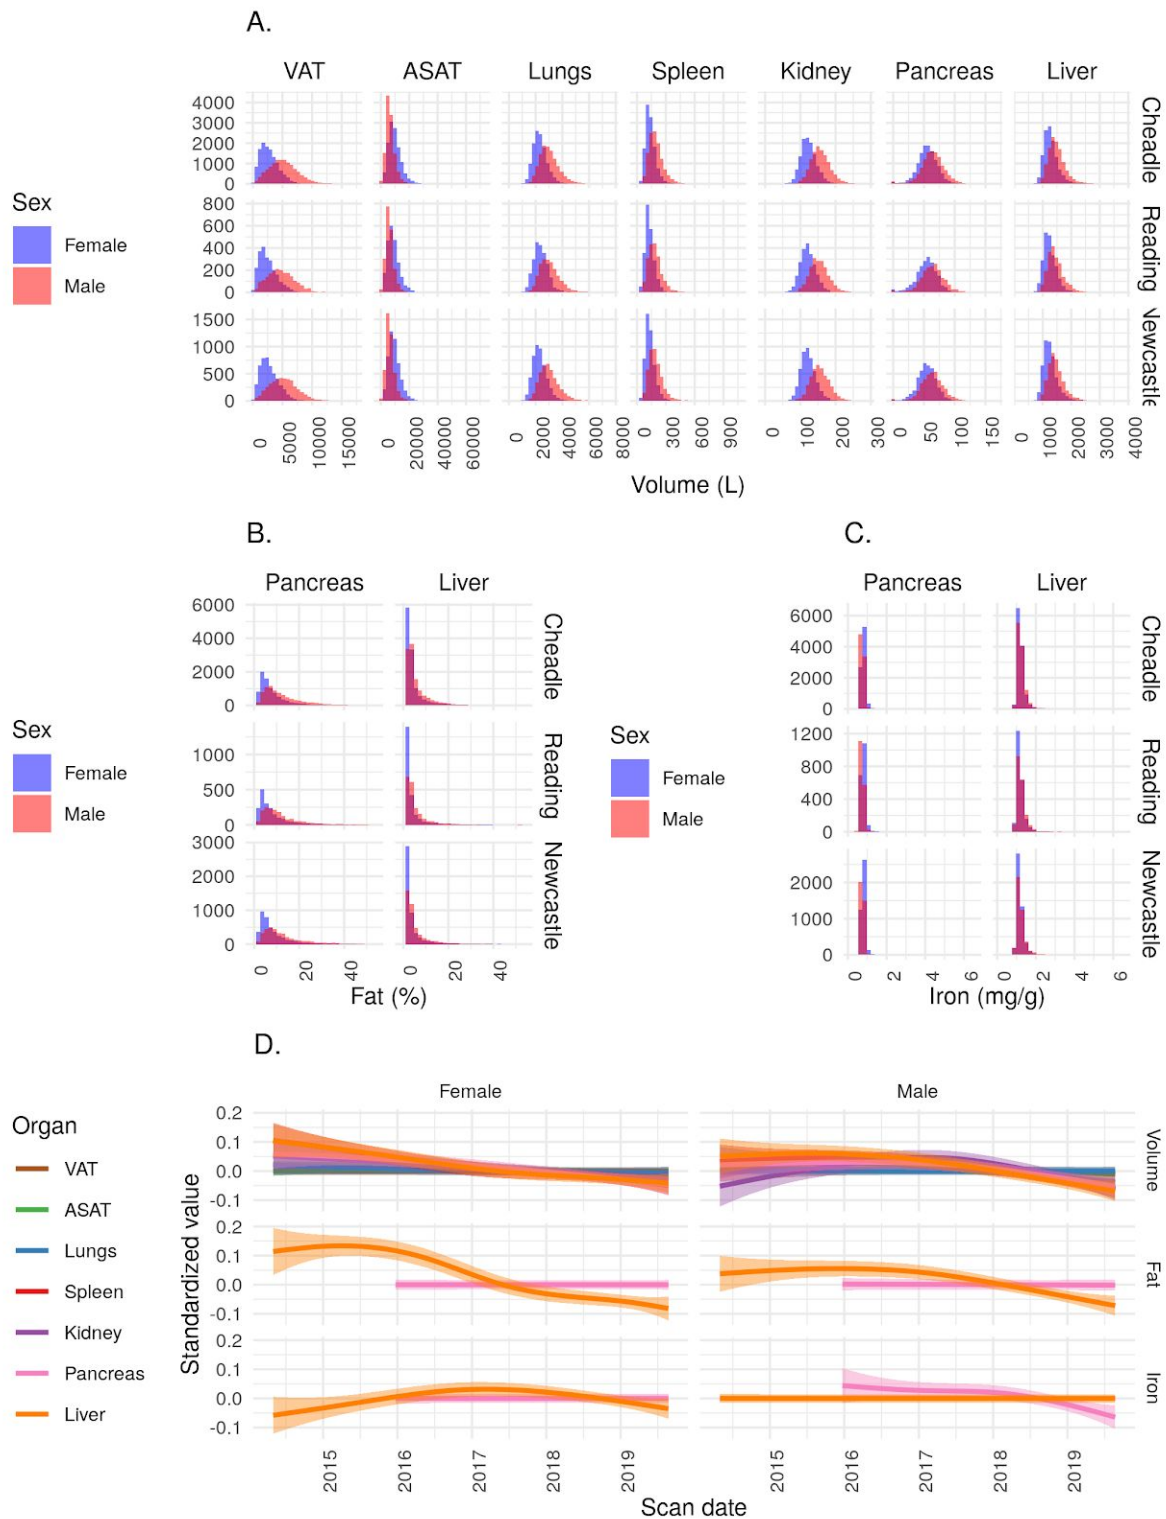 A.
VAT ASAT Lungs Spleen Kidney Pancreas Liver
4000
3000
2000
1000
0
Cheadle
Sex
Female
Male
800
600
400
200
0
Reading
1500
1000
500
0
Newcastle
0 5000 10000 15000 0 20000 40000 60000 0 2000 4000 6000 8000 0 300 600 900 0 100 200 300 0 50 100 150 0 1000 2000 3000 4000
Volume (L)
B.
Pancreas Liver
6000
4000
2000
0
Cheadle
Sex
Female
Male
1000
500
0
Reading
3000
2000
1000
0
Newcastle
0 20 40 0 20 40
Fat (%)
C.
Pancreas Liver
6000
4000
2000
0
Cheadle
Sex
Female
Male
1200
800
400
0
Reading
2000
1000
0
Newcastle
0 2 4 6 0 2 4 6
Iron (mg/g)
D.
Female Male
Organ
VAT
ASAT
Lungs
Spleen
Kidney
Pancreas
Liver
Standardized value
0.2
0.1
0.0
-0.1
Volume
0.2
0.1
0.0
-0.1
Fat
0.2
0.1
0.0
-0.1
Iron
2015 2016 2017 2018 2019 2015 2016 2017 2018 2019
Scan date